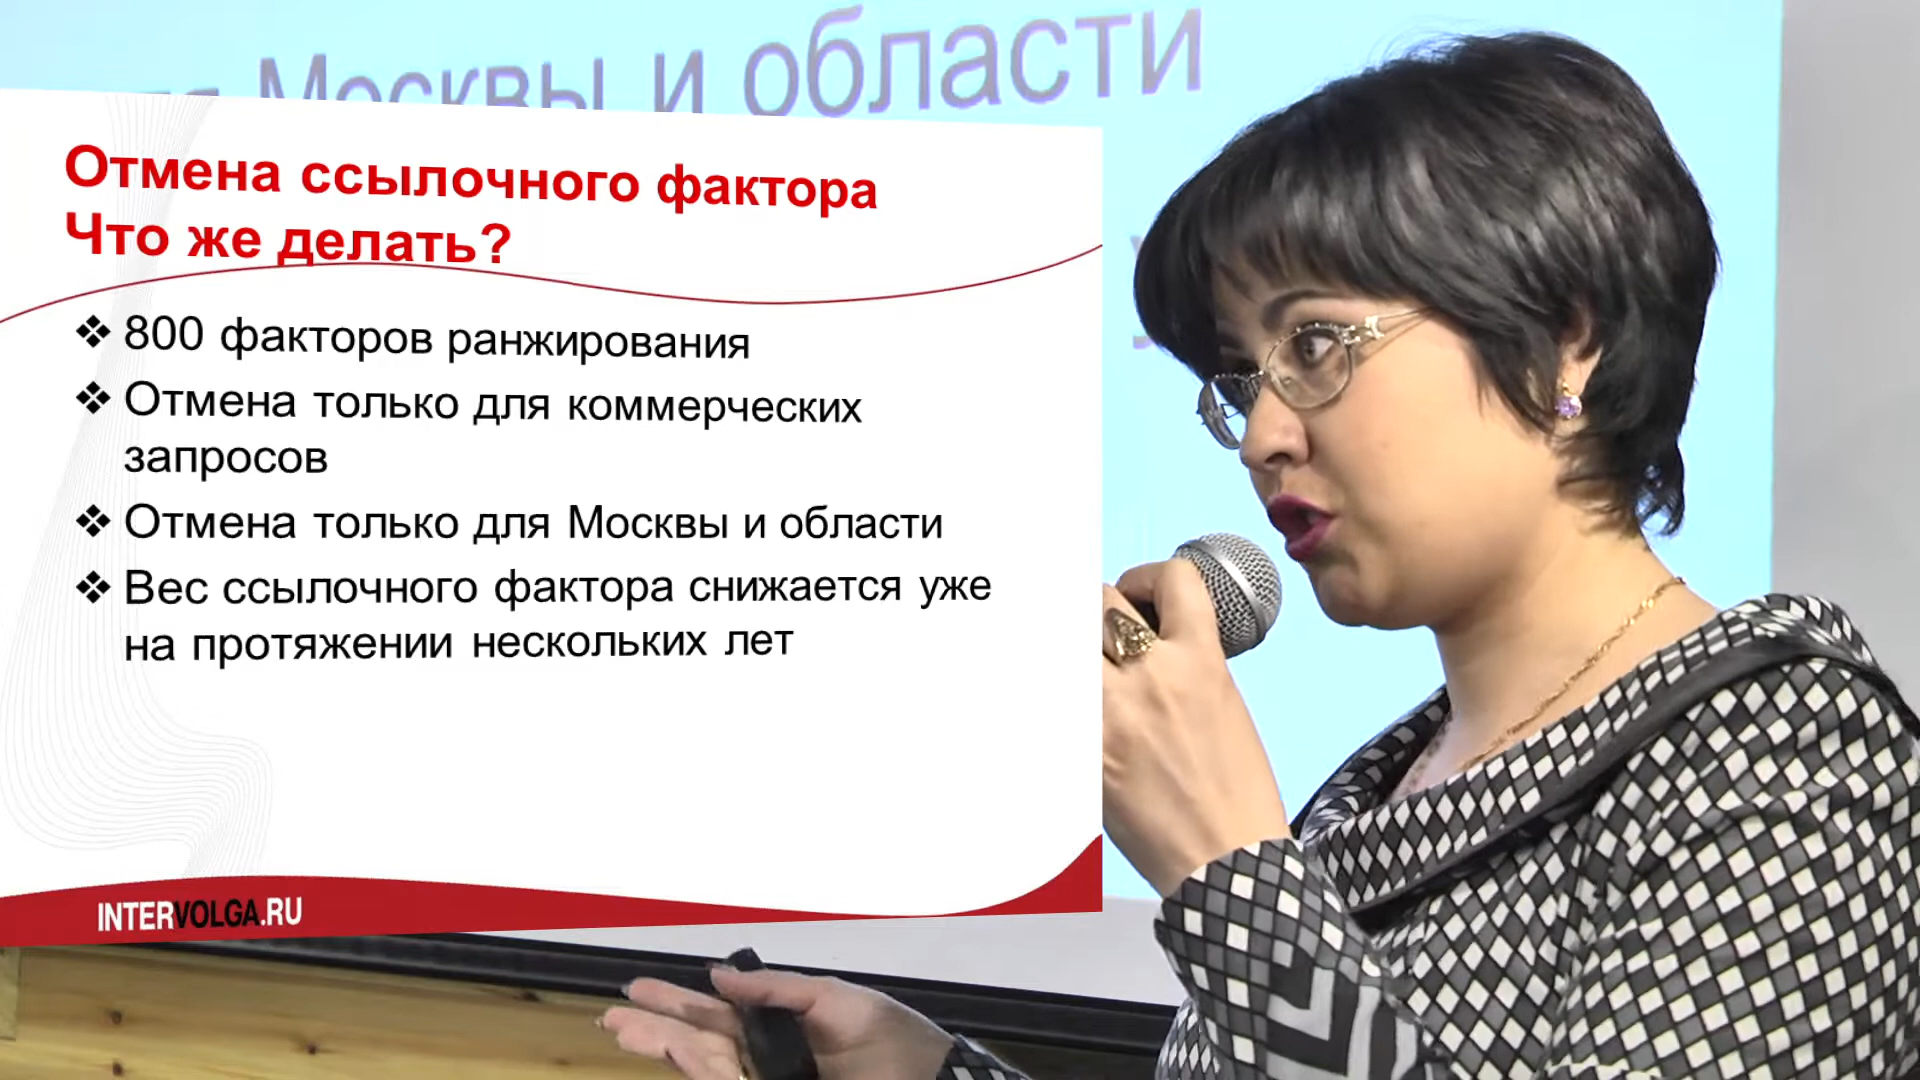 Москвы и области
Отмена ссылочного фактора
Что же делать?
❖ 800 факторов ранжирования
❖ Отмена только для коммерческих
запросов
❖ Отмена только для Москвы и области
❖ Вес ссылочного фактора снижается уже
на протяжении нескольких лет
INTERVOLGA.RU